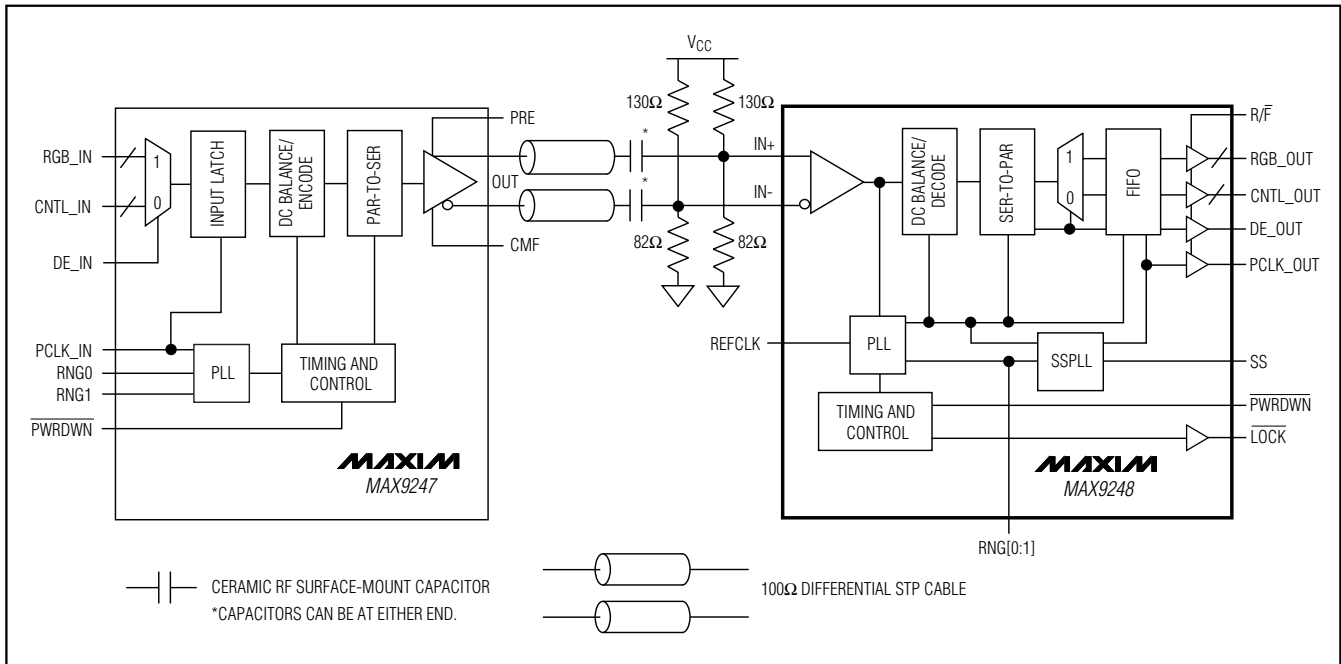 VCC
130Ω
130Ω
PRE
RGB_IN
CNTL_IN
DE_IN
1
0
INPUT LATCH
DC BALANCE/
ENCODE
PAR-TO-SER
OUT
CMF
*
*
IN+
IN-
82Ω
82Ω
PCLK_IN
RNG0
RNG1
PWRDWN
PLL
TIMING AND
CONTROL
MAXIM
MAX9247
DC BALANCE/
DECODE
SER-TO-PAR
1
0
FIFO
R/F
RGB_OUT
CNTL_OUT
DE_OUT
PCLK_OUT
REFCLK
PLL
SSPLL
SS
TIMING AND
CONTROL
PWRDWN
LOCK
MAXIM
MAX9248
RNG[0:1]
CERAMIC RF SURFACE-MOUNT CAPACITOR
*CAPACITORS CAN BE AT EITHER END.
100Ω DIFFERENTIAL STP CABLE